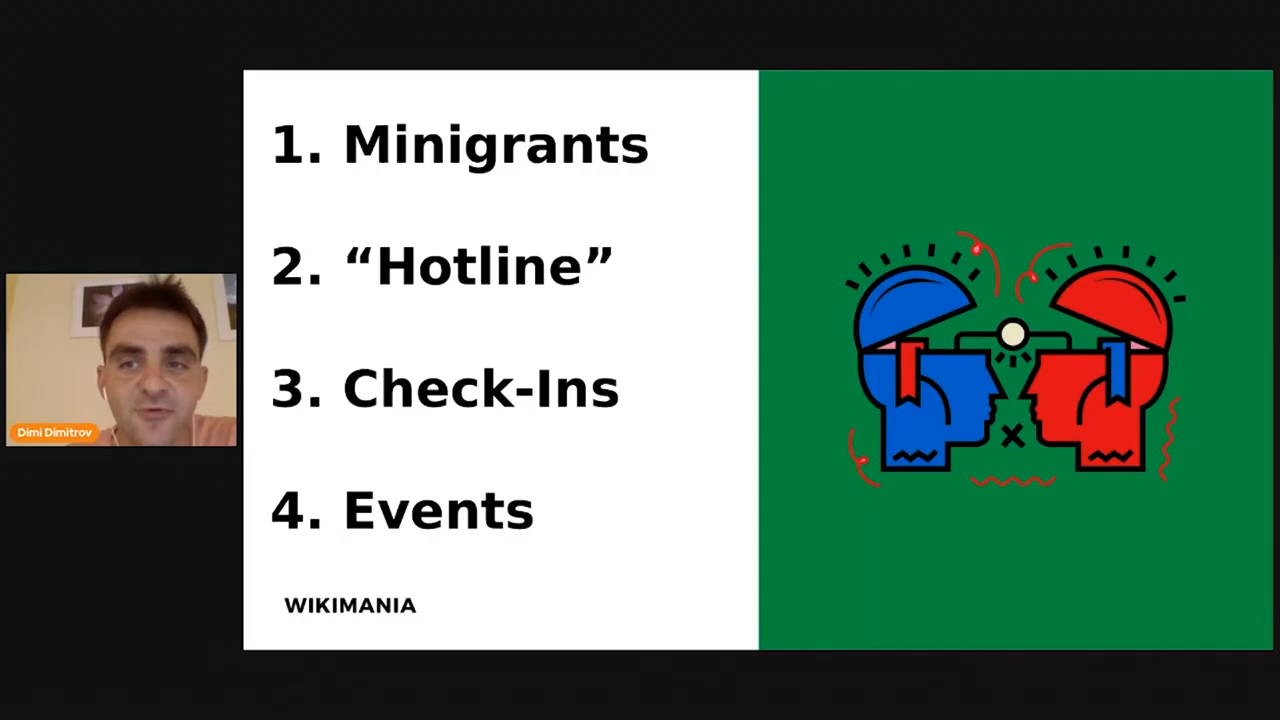 1. Minigrants
2. “Hotline”
3. Check-Ins
4. Events
WIKIMANIA
Dimi Dimitrov